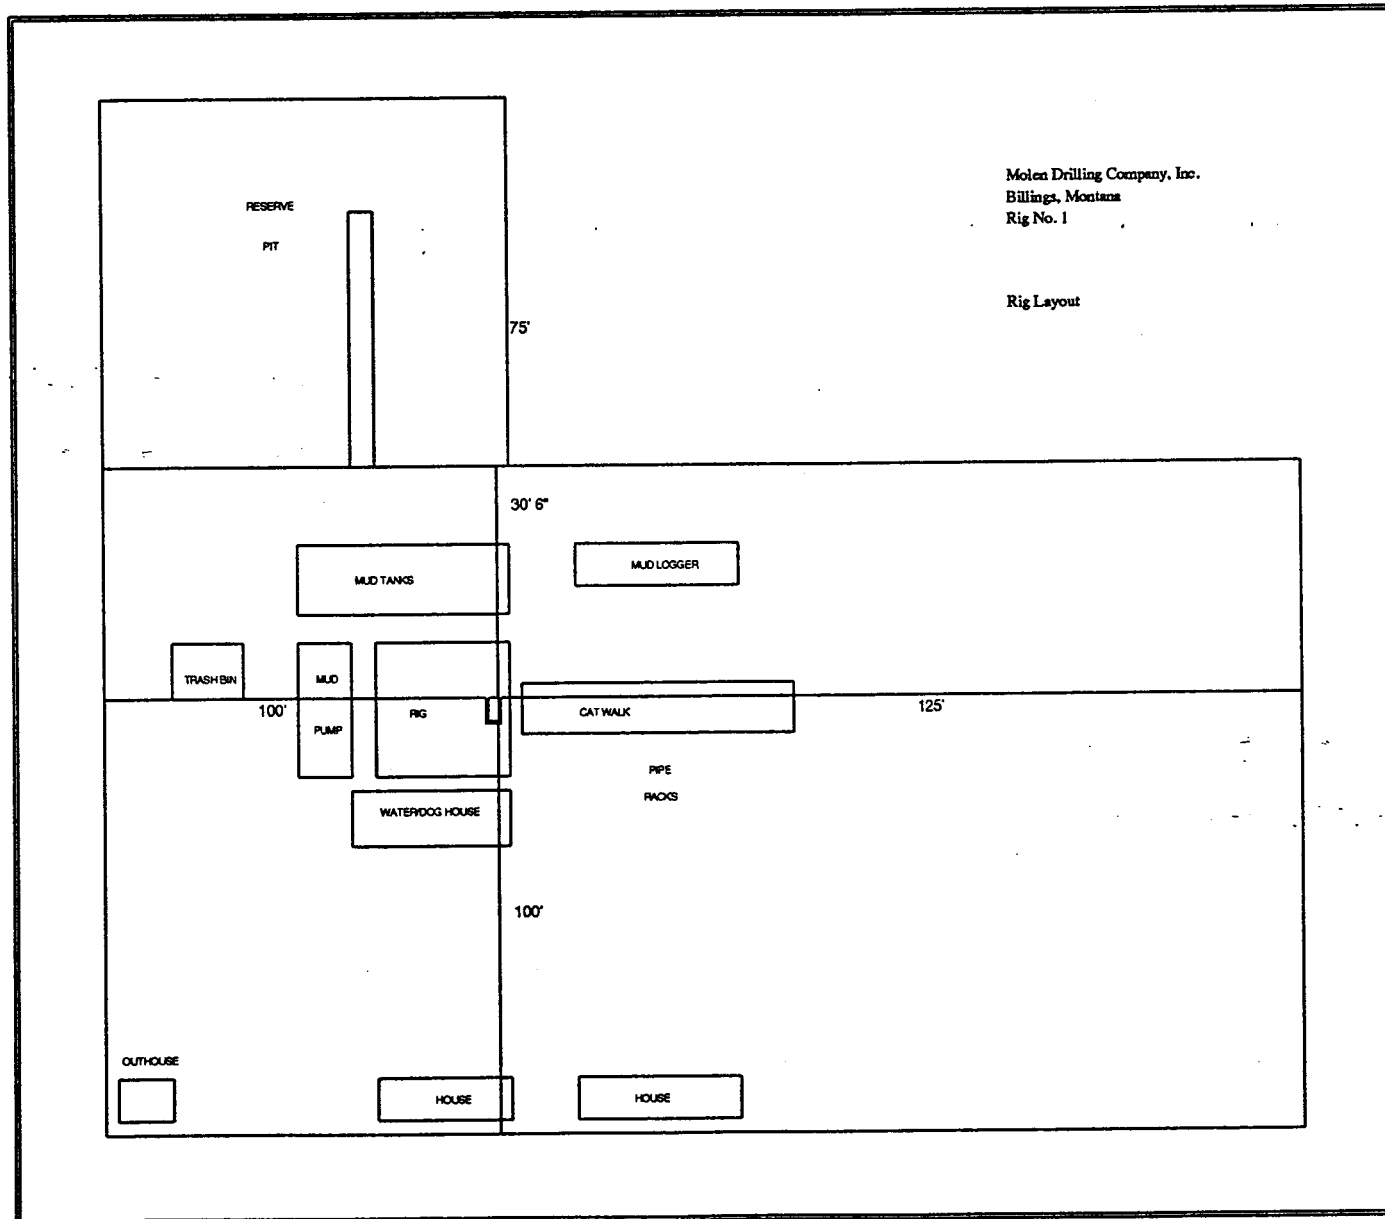 Molen Drilling Company, Inc.
Billings, Montana
Rig No. 1
Rig Layout
RESERVE
PIT
75'
30' 6"
MUD TANKS
MUD LOGGER
TRASH BIN
MUD
PUMP
100'
RIG
CAT WALK
125'
PIPE
RACKS
WATER/DOG HOUSE
100'
OUTHOUSE
HOUSE
HOUSE